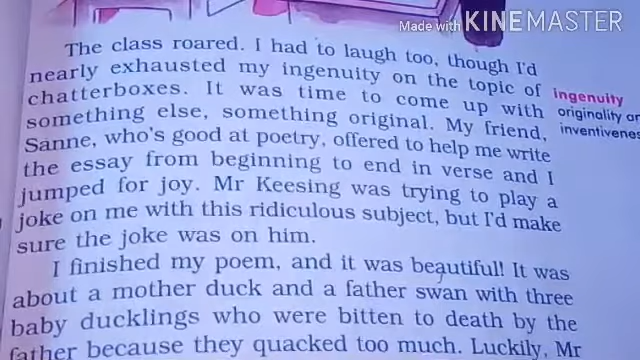 Made with KINEMASTER
The class roared. I had to laugh too, though I'd
nearly exhausted my ingenuity on the topic of
chatterboxes. It was time to come up with
something else, something original. My friend,
Sanne, who's good at poetry, offered to help me write
the essay from beginning to end in verse and I
jumped for joy. Mr Keesing was trying to play a
joke on me with this ridiculous subject, but I'd make
sure the joke was on him.
I finished my poem, and it was beautiful! It was
about a mother duck and a father swan with three
baby ducklings who were bitten to death by the
father because they quacked too much. Luckily, Mr
ingenuity
originality